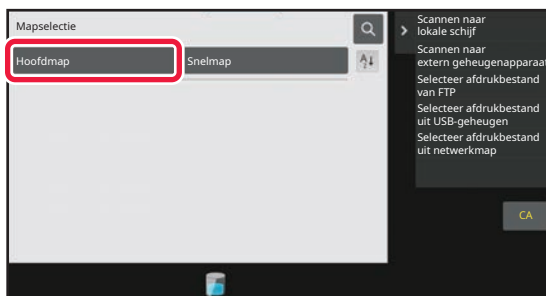 Mapselectie
Hoofdmap
Snelmap
Scannen naar
lokale schijf
Scannen naar
extern geheugenapparaat
Selecteer afdrukbestand
van FTP
Selecteer afdrukbestand
uit USB-geheugen
Selecteer afdrukbestand
uit netwerkmap
CA